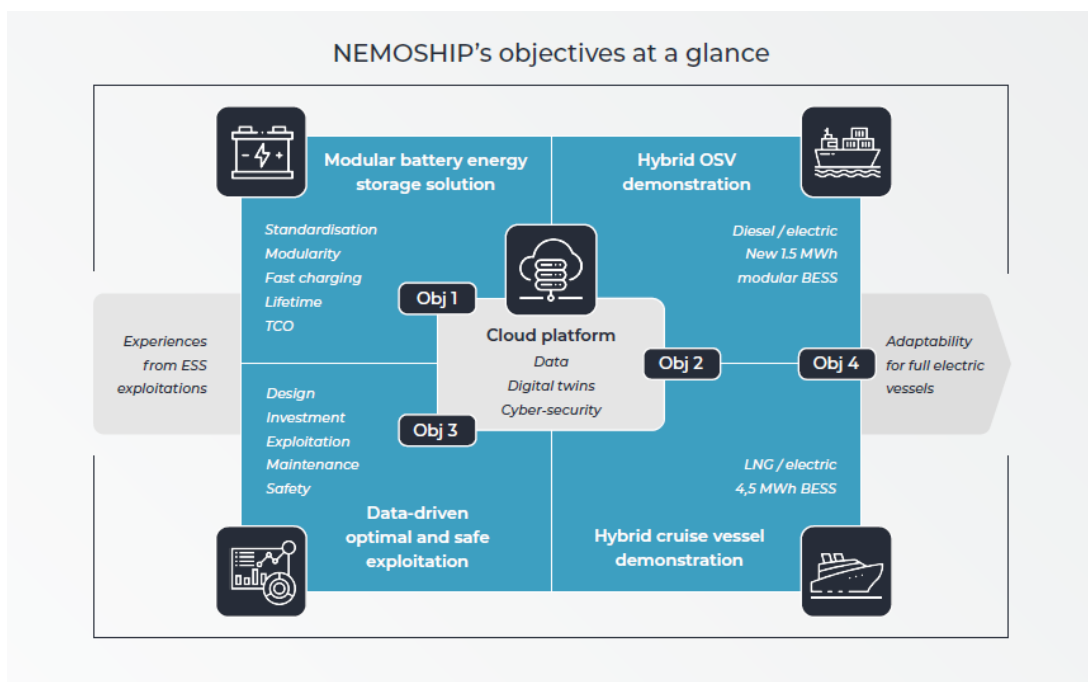 NEMOSHIP's objectives at a glance
Modular battery energy
storage solution
Standardisation
Modularity
Fast charging
Lifetime
TCO
Hybrid OSV
demonstration
Diesel / electric
New 1.5 MWh
modular BESS
Obj 1
Cloud platform
Data
Digital twins
Cyber-security
Obj 2
Obj 4
Obj 3
Experiences
from ESS
exploitations
Adaptability
for full electric
vessels
Design
Investment
Exploitation
Maintenance
Safety
Data-driven
optimal and safe
exploitation
LNG / electric
4,5 MWh BESS
Hybrid cruise vessel
demonstration